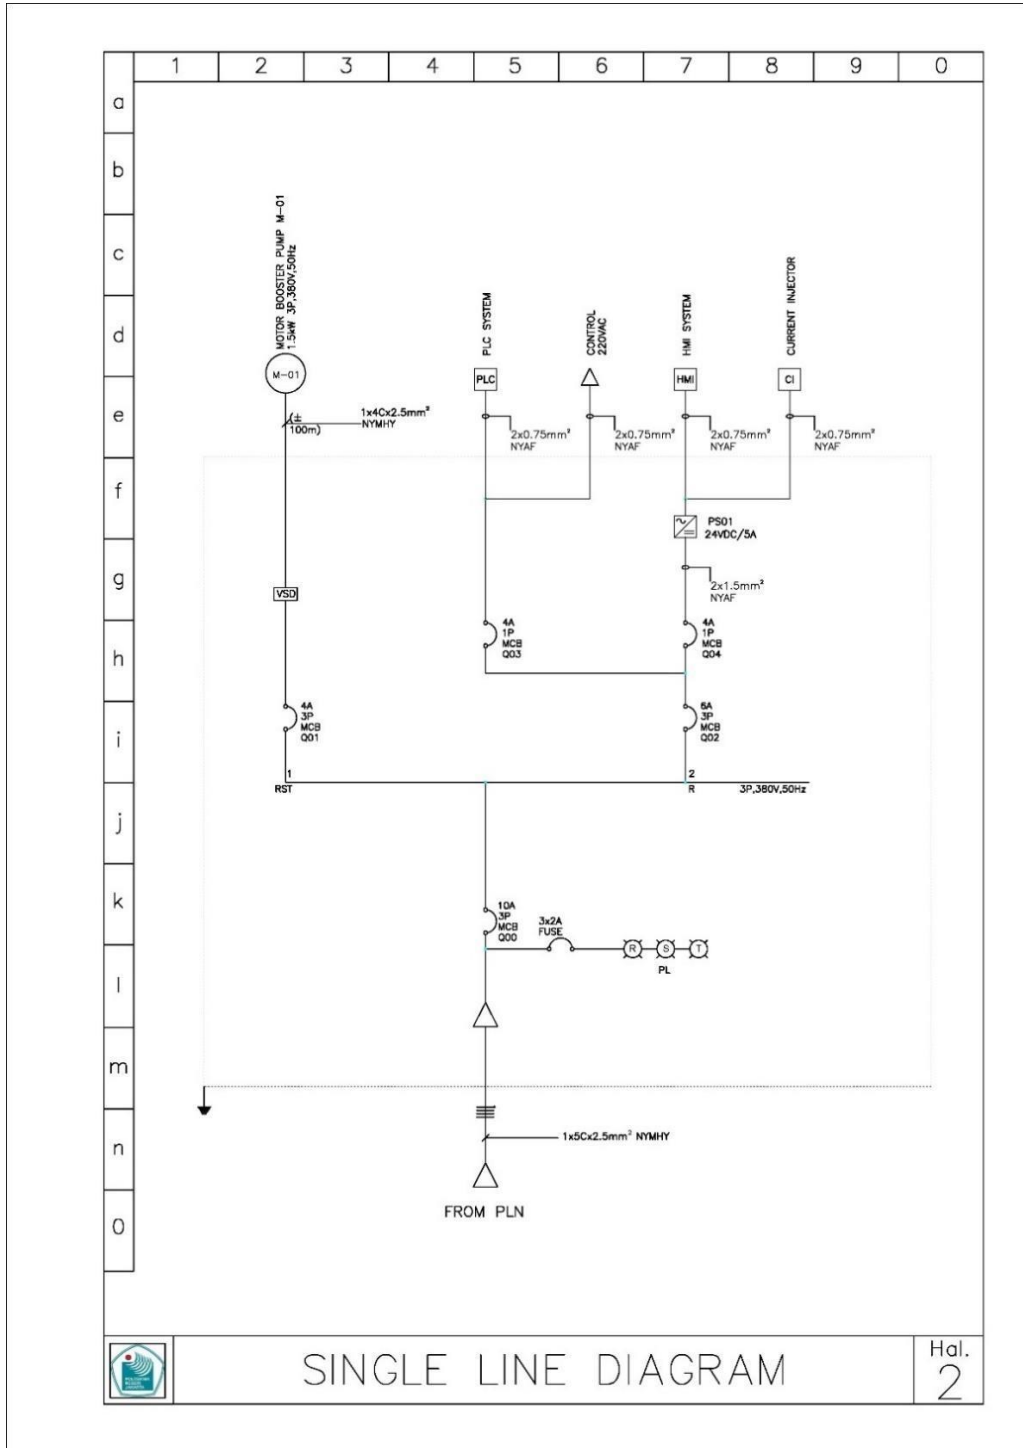 1 2 3 4 5 6 7 8 9 0
a
b
c
d
e
f
g
h
i
j
k
l
m
n
0
MOTOR BOOSTER PUMP M-01
1.5kW 3P,380V,50Hz
PLC SYSTEM
CONTROL
220VAC
HMI SYSTEM
CURRENT INJECTOR
M-01
PLC
HMI
CI
(±
100m)
1x4Cx2.5mm²
NYMHY
2x0.75mm²
NYAF
2x0.75mm²
NYAF
2x0.75mm²
NYAF
2x0.75mm²
NYAF
PS01
24VDC/5A
2x1.5mm²
NYAF
VSD
4A
1P
MCB
Q03
4A
1P
MCB
Q04
4A
3P
MCB
Q01
6A
3P
MCB
Q02
1
RST
2
R
3P,380V,50Hz
10A
3P
MCB
Q00
3x2A
FUSE
R S T
PL
1x5Cx2.5mm² NYMHY
FROM PLN
SINGLE LINE DIAGRAM
Hal.
2